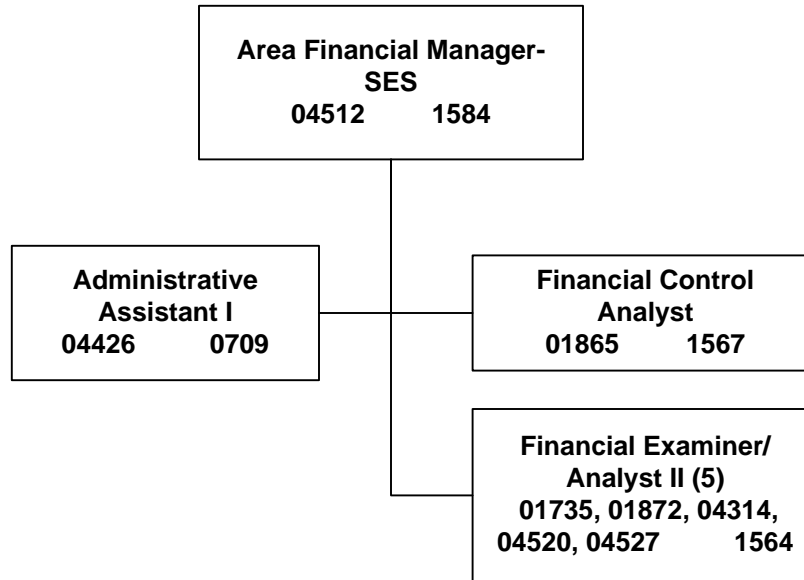 Area Financial Manager-
SES
04512 1584
Administrative
Assistant I
04426 0709
Financial Control
Analyst
01865 1567
Financial Examiner/
Analyst II (5)
01735, 01872, 04314,
04520, 04527 1564